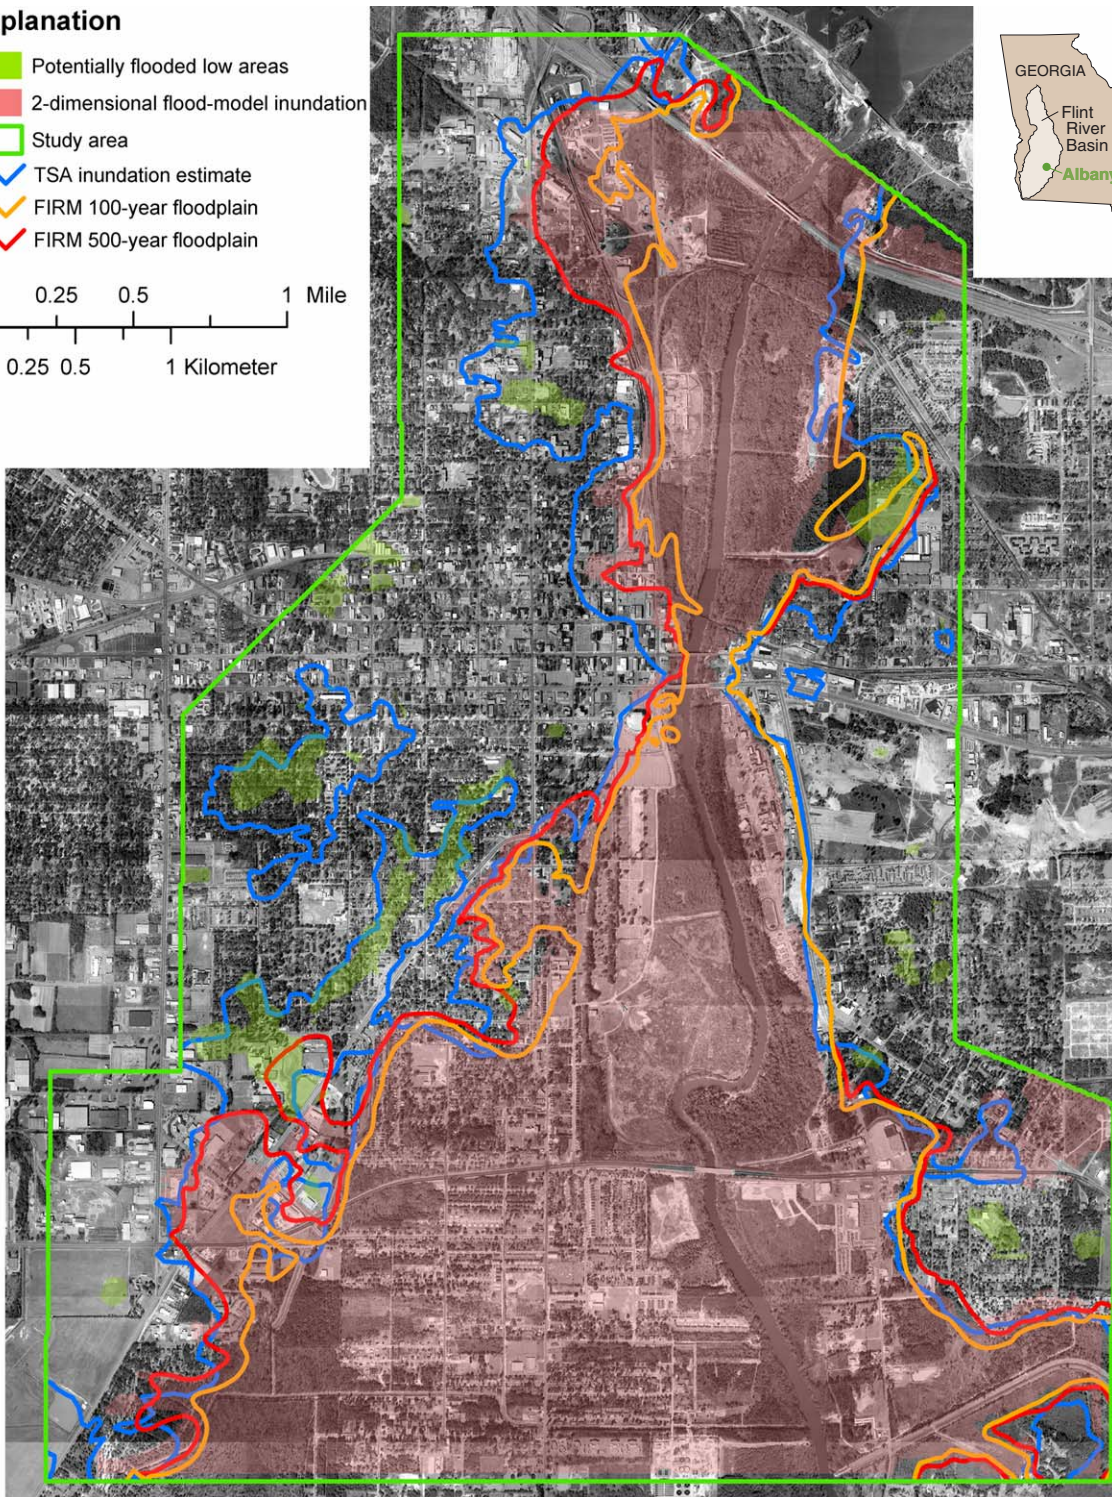 planation
Potentially flooded low areas
2-dimensional flood-model inundation
Study area
TSA inundation estimate
FIRM 100-year floodplain
FIRM 500-year floodplain
0.25 0.5 1 Mile
0.25 0.5 1 Kilometer
GEORGIA
Flint
River
Basin
Albany